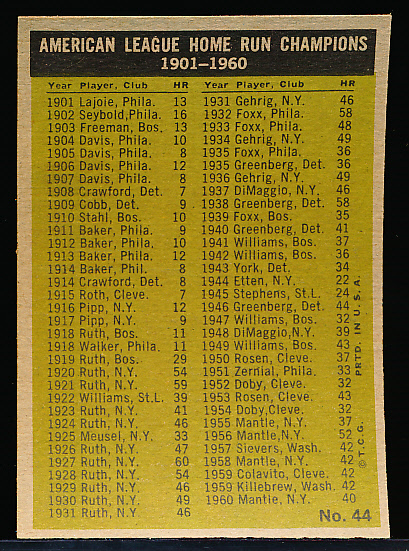 AMERICAN LEAGUE HOME RUN CHAMPIONS
1901-1960
Year Player, Club HR
1901 Lajoie, Phila. 13
1902 Seybold,Phila. 16
1903 Freeman, Bos. 13
1904 Davis, Phila. 10
1905 Davis, Phila. 8
1906 Davis, Phila. 12
1907 Davis, Phila. 8
1908 Crawford, Det. 7
1909 Cobb, Det. 9
1910 Stahl, Bos. 10
1911 Baker, Phila. 9
1912 Baker, Phila. 10
1913 Baker, Phila. 12
1914 Baker, Phil. 8
1914 Crawford, Det. 8
1915 Roth, Cleve. 7
1916 Pipp, N.Y. 12
1917 Pipp, N.Y. 9
1918 Ruth, Bos. 11
1918 Walker, Phila. 11
1919 Ruth, Bos. 29
1920 Ruth, N.Y. 54
1921 Ruth, N.Y. 59
1922 Williams, St.L. 39
1923 Ruth, N.Y. 41
1924 Ruth, N.Y. 46
1925 Meusel, N.Y. 33
1926 Ruth, N.Y. 47
1927 Ruth, N.Y. 60
1928 Ruth, N.Y. 54
1929 Ruth, N.Y. 46
1930 Ruth, N.Y. 49
1931 Ruth, N.Y. 46
Year Player, Club HR
1931 Gehrig, N.Y. 46
1932 Foxx, Phila. 58
1933 Foxx, Phila. 48
1934 Gehrig, N.Y. 49
1935 Foxx, Phila. 36
1935 Greenberg, Det. 36
1936 Gehrig, N.Y. 49
1937 DiMaggio, N.Y. 46
1938 Greenberg, Det. 58
1939 Foxx, Bos. 35
1940 Greenberg, Det. 41
1941 Williams, Bos. 37
1942 Williams, Bos. 36
1943 York, Det. 34
1944 Etten, N.Y. 22
1945 Stephens, St.L. 24
1946 Greenberg, Det. 44
1947 Williams, Bos. 32
1948 DiMaggio,N.Y. 39
1949 Williams, Bos. 43
1950 Rosen, Cleve. 37
1951 Zernial, Phila. 33
1952 Doby, Cleve. 32
1953 Rosen, Cleve. 43
1954 Doby,Cleve. 32
1955 Mantle, N.Y. 37
1956 Mantle,N.Y. 52
1957 Sievers, Wash. 42
1958 Mantle, N.Y. 42
1959 Colavito, Cleve. 42
1959 Killebrew, Wash. 42
1960 Mantle, N.Y. 40
No. 44
© T.C.G. PRTD. IN U.S.A.